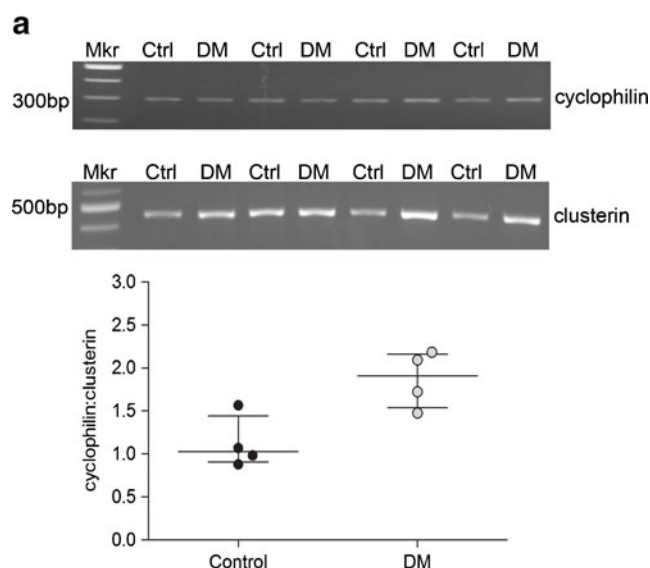 a
Mkr Ctrl DM Ctrl DM Ctrl DM Ctrl DM
300bp cyclophilin
Mkr Ctrl DM Ctrl DM Ctrl DM Ctrl DM
500bp clusterin
3.0
2.5
2.0
1.5
1.0
0.5
0.0
cyclophilin:clusterin
Control DM